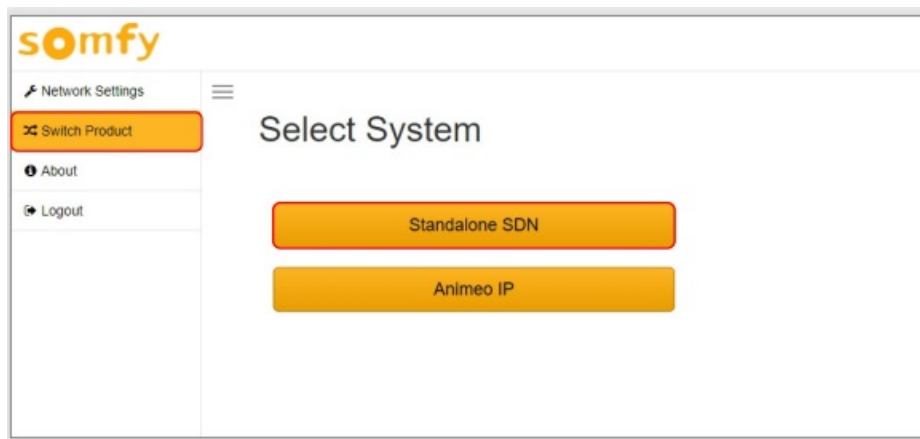 somfy
Network Settings
Switch Product
About
Logout
Select System
Standalone SDN
Animeo IP